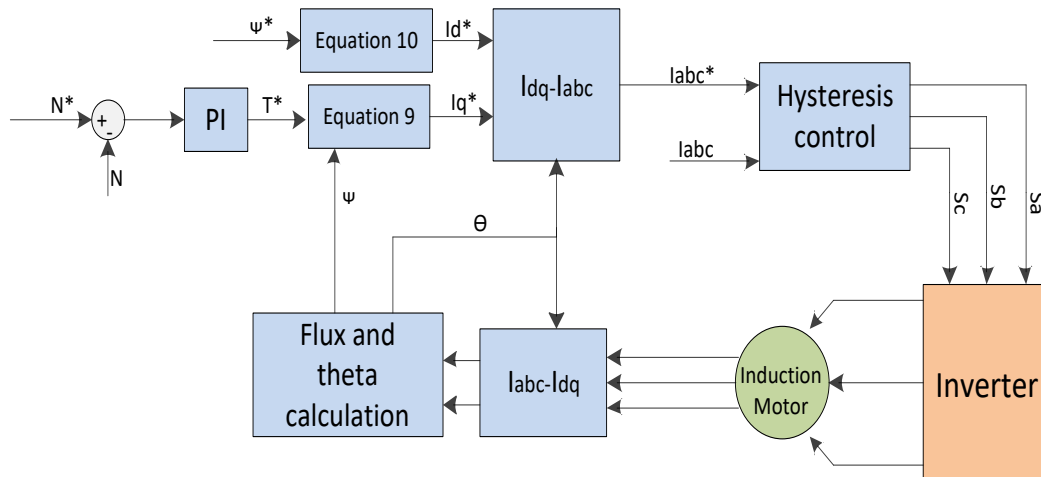 Ψ*
Equation 10
Id*
Idq-Iabc
Iabc*
Hysteresis
control
N*
+
-
PI
T*
Equation 9
Iq*
Iabc
N
Ψ
θ
Sc
Sb
Sa
Flux and
theta
calculation
Iabc-Idq
Induction
Motor
Inverter